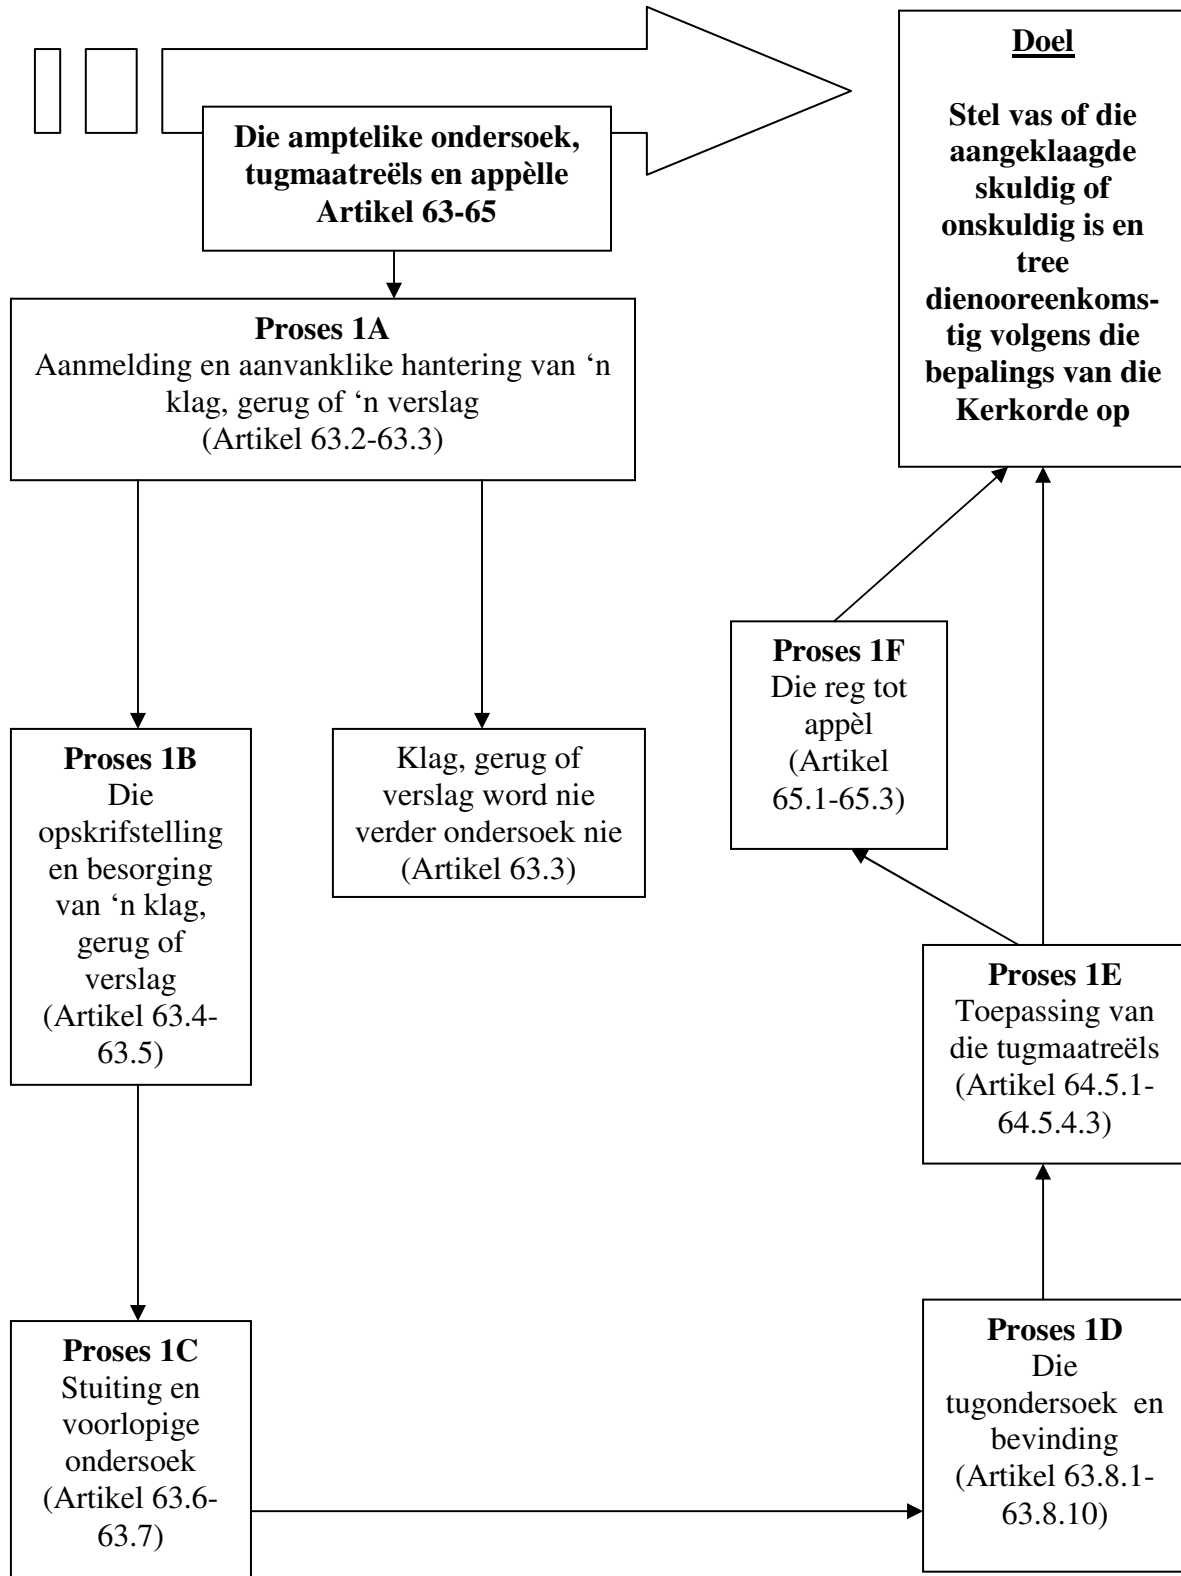 Die amptelike ondersoek,
tugmaatreëls en appèlle
Artikel 63-65
Doel
Stel vas of die
aangeklaagde
skuldig of
onskuldig is en
tree
dienooreenkoms-
tig volgens die
bepalings van die
Kerkorde op
Proses 1A
Aanmelding en aanvanklike hantering van ‘n
klag, gerug of ‘n verslag
(Artikel 63.2-63.3)
Proses 1B
Die
opskrifstelling
en besorging
van ‘n klag,
gerug of
verslag
(Artikel 63.4-
63.5)
Klag, gerug of
verslag word nie
verder ondersoek nie
(Artikel 63.3)
Proses 1F
Die reg tot
appèl
(Artikel
65.1-65.3)
Proses 1E
Toepassing van
die tugmaatreëls
(Artikel 64.5.1-
64.5.4.3)
Proses 1C
Stuiting en
voorlopige
ondersoek
(Artikel 63.6-
63.7)
Proses 1D
Die
tugondersoek  en
bevinding
(Artikel 63.8.1-
63.8.10)